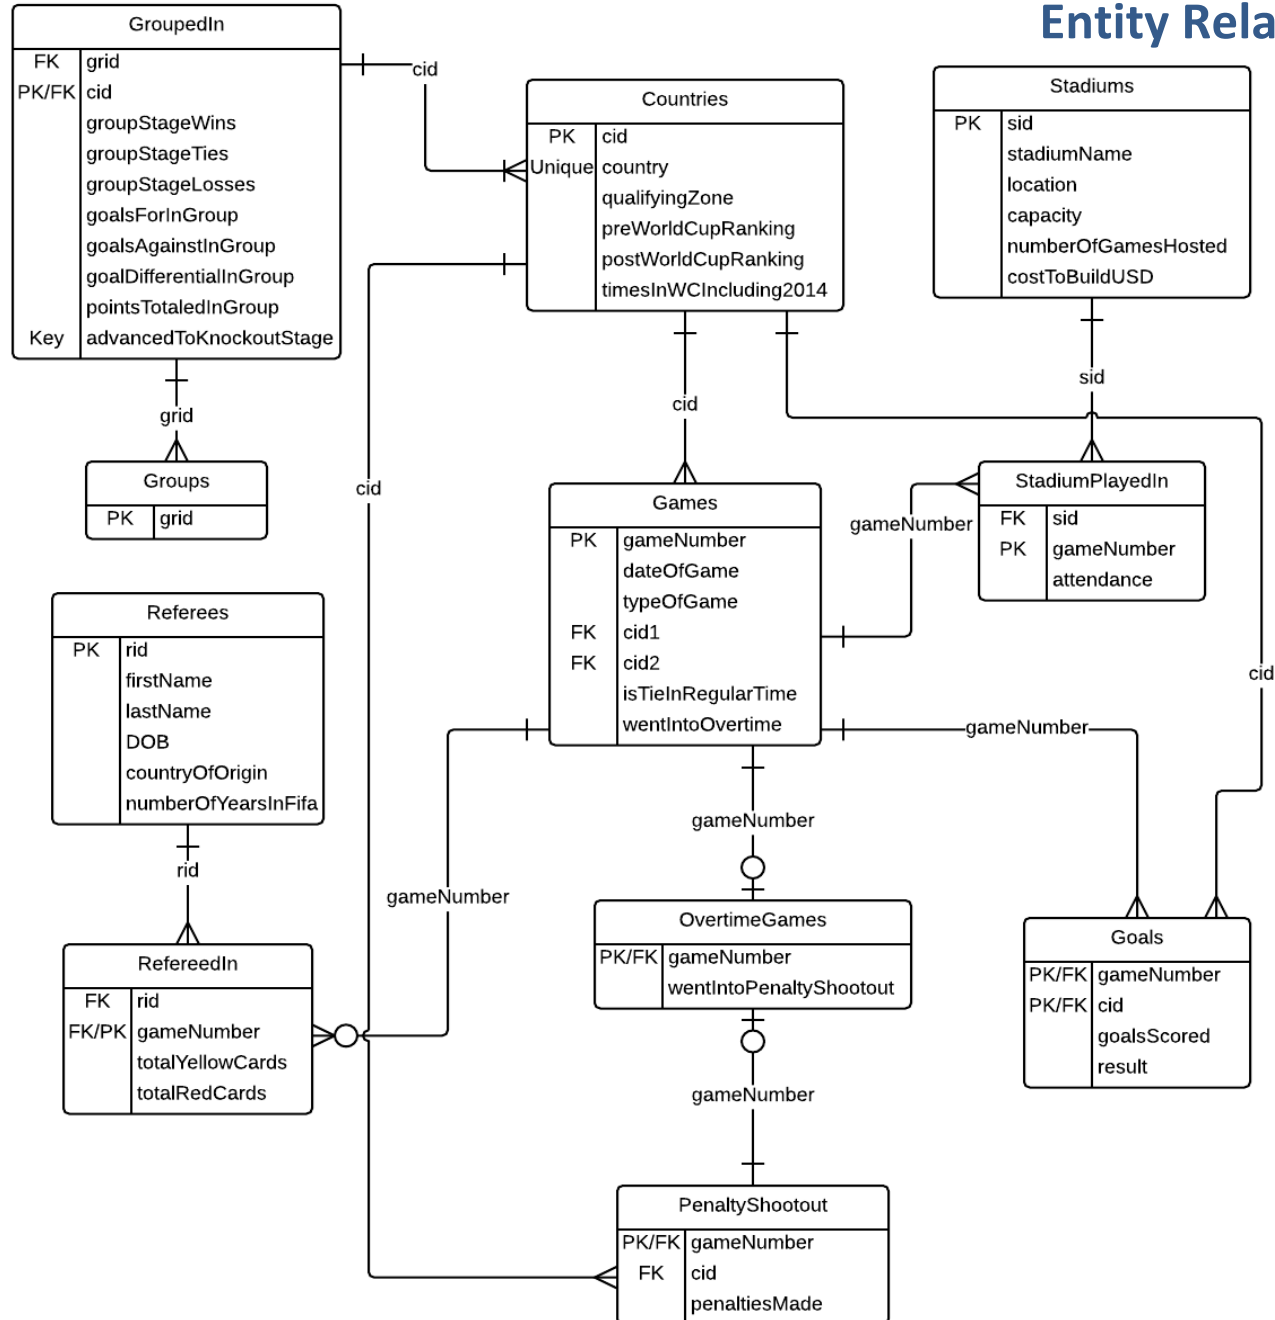 Entity Rela
GroupedIn
FK grid
PK/FK cid
groupStageWins
groupStageTies
groupStageLosses
goalsForInGroup
goalsAgainstInGroup
goalDifferentialInGroup
pointsTotaledInGroup
Key advancedToKnockoutStage
cid
Countries
PK cid
Unique country
qualifyingZone
preWorldCupRanking
postWorldCupRanking
timesInWCIncluding2014
Stadiums
PK sid
stadiumName
location
capacity
numberOfGamesHosted
costToBuildUSD
grid
cid
sid
Groups
PK grid
cid
Games
PK gameNumber
dateOfGame
typeOfGame
FK cid1
FK cid2
isTieInRegularTime
wentIntoOvertime
gameNumber
StadiumPlayedIn
FK sid
PK gameNumber
attendance
Referees
PK rid
firstName
lastName
DOB
countryOfOrigin
numberOfYearsInFifa
cid
gameNumber
rid
gameNumber
gameNumber
RefereedIn
FK rid
FK/PK gameNumber
totalYellowCards
totalRedCards
OvertimeGames
PK/FK gameNumber
wentIntoPenaltyShootout
Goals
PK/FK gameNumber
PK/FK cid
goalsScored
result
gameNumber
PenaltyShootout
PK/FK gameNumber
FK cid
penaltiesMade